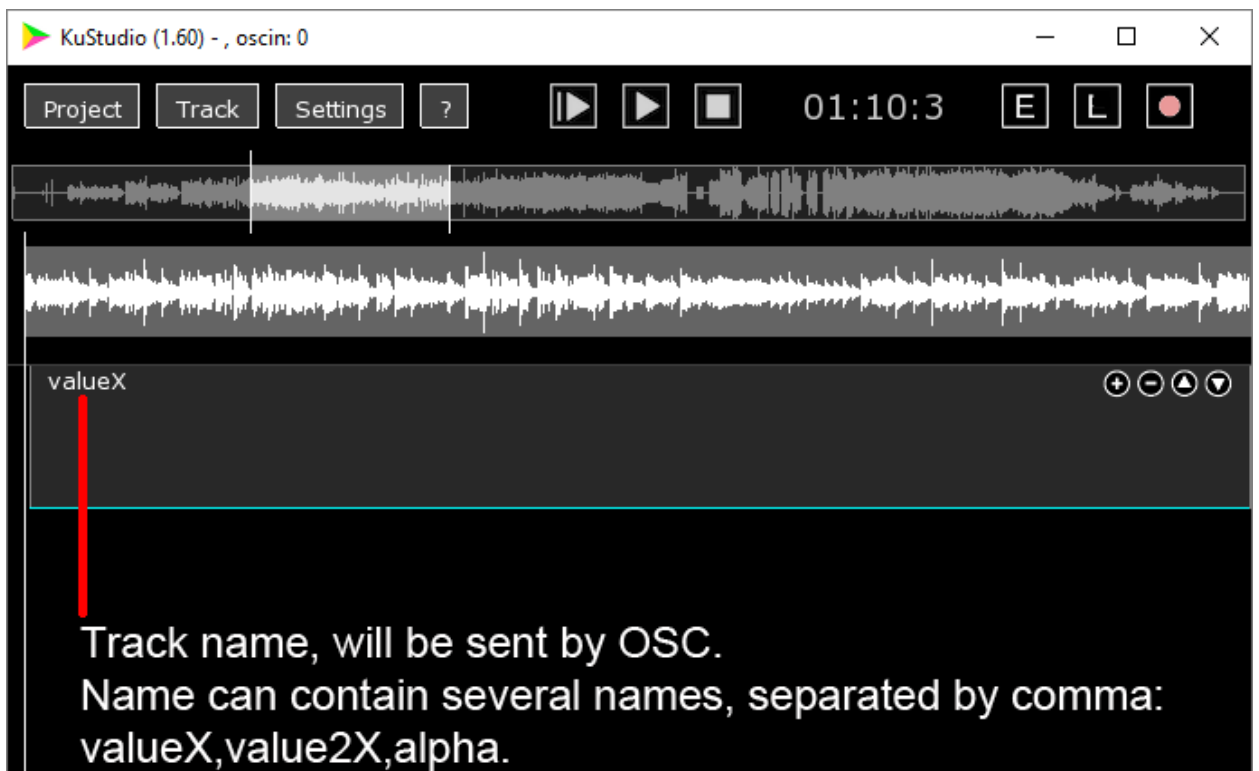 KuStudio (1.60) - , oscin: 0
Project Track Settings ? 01:10:3 E L
valueX
Track name, will be sent by OSC.
Name can contain several names, separated by comma:
valueX,value2X,alpha.